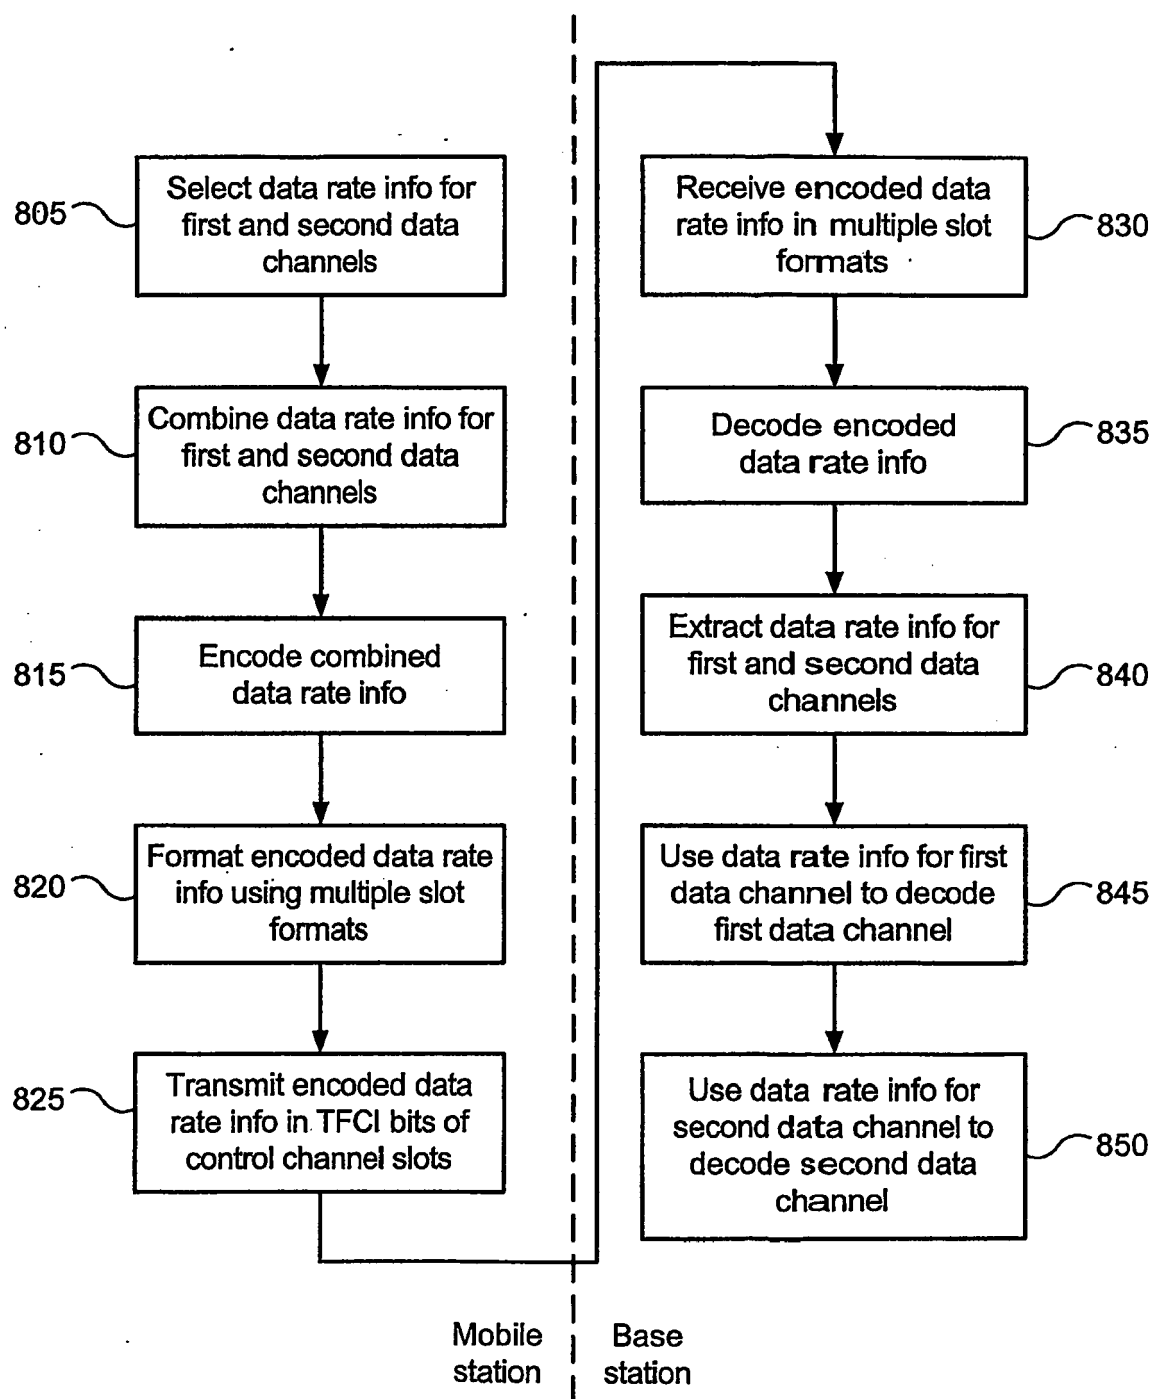 805
Select data rate info for
first and second data
channels
810
Combine data rate info for
first and second data
channels
815
Encode combined
data rate info
820
Format encoded data rate
info using multiple slot
formats
825
Transmit encoded data
rate info in TFCI bits of
control channel slots
Mobile
station
Receive encoded data
rate info in multiple slot
formats
830
Decode encoded
data rate info
835
Extract data rate info for
first and second data
channels
840
Use data rate info for first
data channel to decode
first data channel
845
Use data rate info for
second data channel to
decode second data
channel
850
Base
station